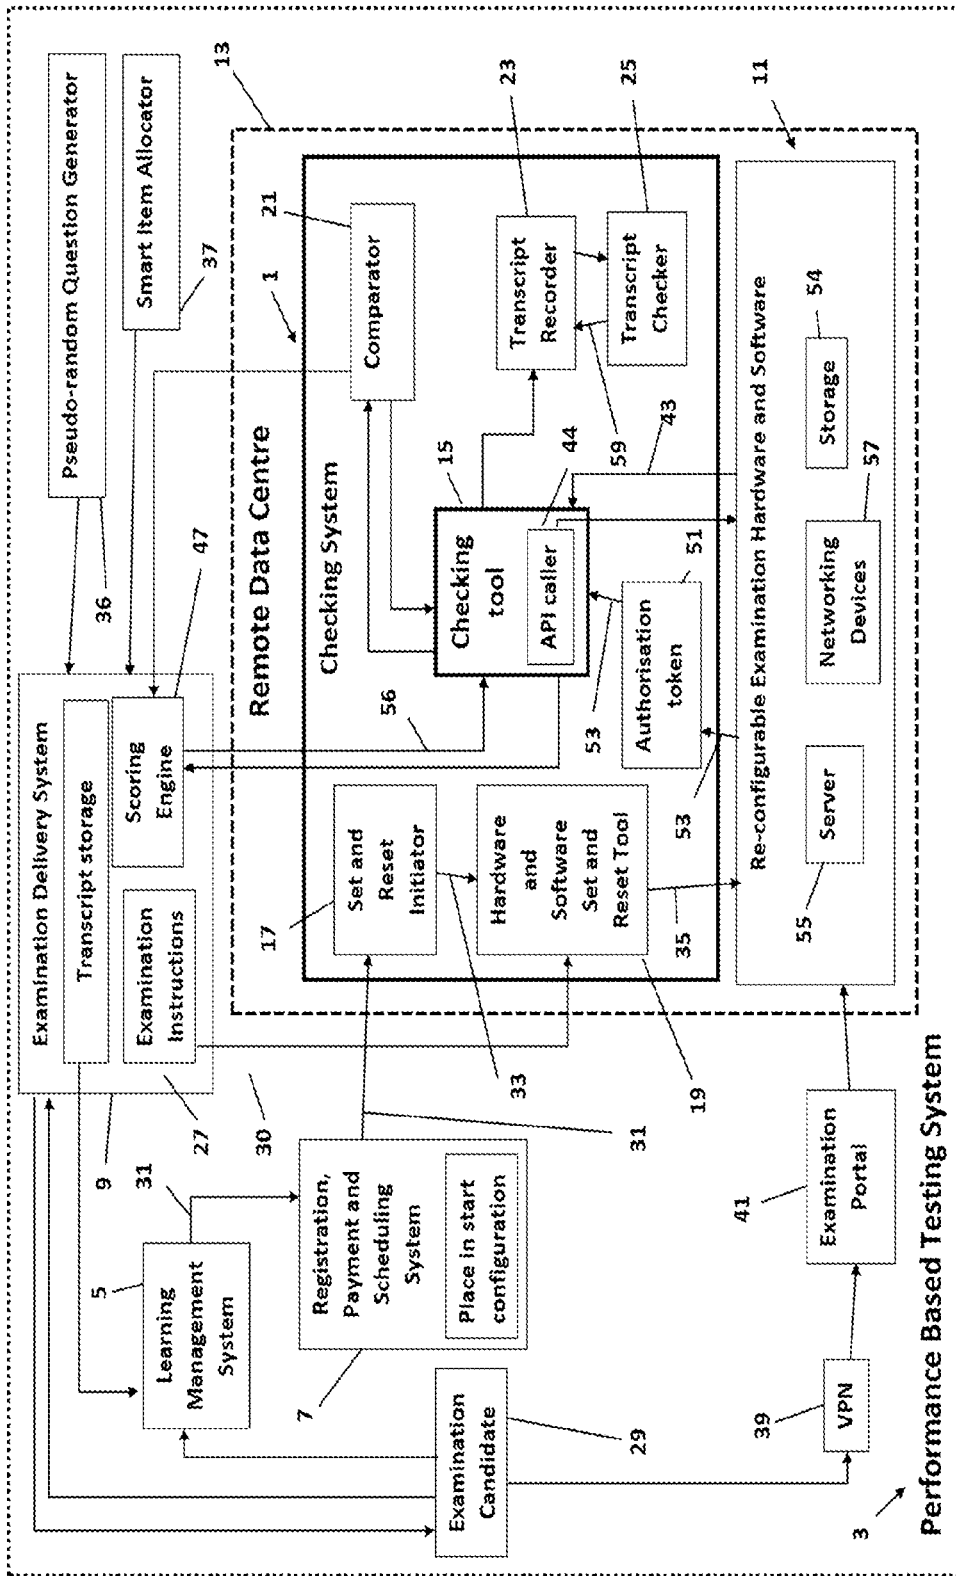 Pseudo-random Question Generator
36
Smart Item Allocator
37
13
Examination Delivery System
9
Transcript storage
Examination
Instructions
27
Scoring
Engine
47
31
30
5
Learning
Management
System
Registration,
Payment and
Scheduling
System
Place in start
configuration
7
31
Examination
Candidate
29
Remote Data Centre
1
Checking System
17
Set and
Reset
Initiator
33
Hardware
and
Software
Set and
Reset Tool
19
35
56
Checking
tool
15
API caller
44
53
Authorisation
token
51
53
Comparator
21
Transcript
Recorder
23
59
Transcript
Checker
25
43
11
Re-configurable Examination Hardware and Software
55
Server
Networking
Devices
57
Storage
54
39
VPN
41
Examination
Portal
3
Performance Based Testing System